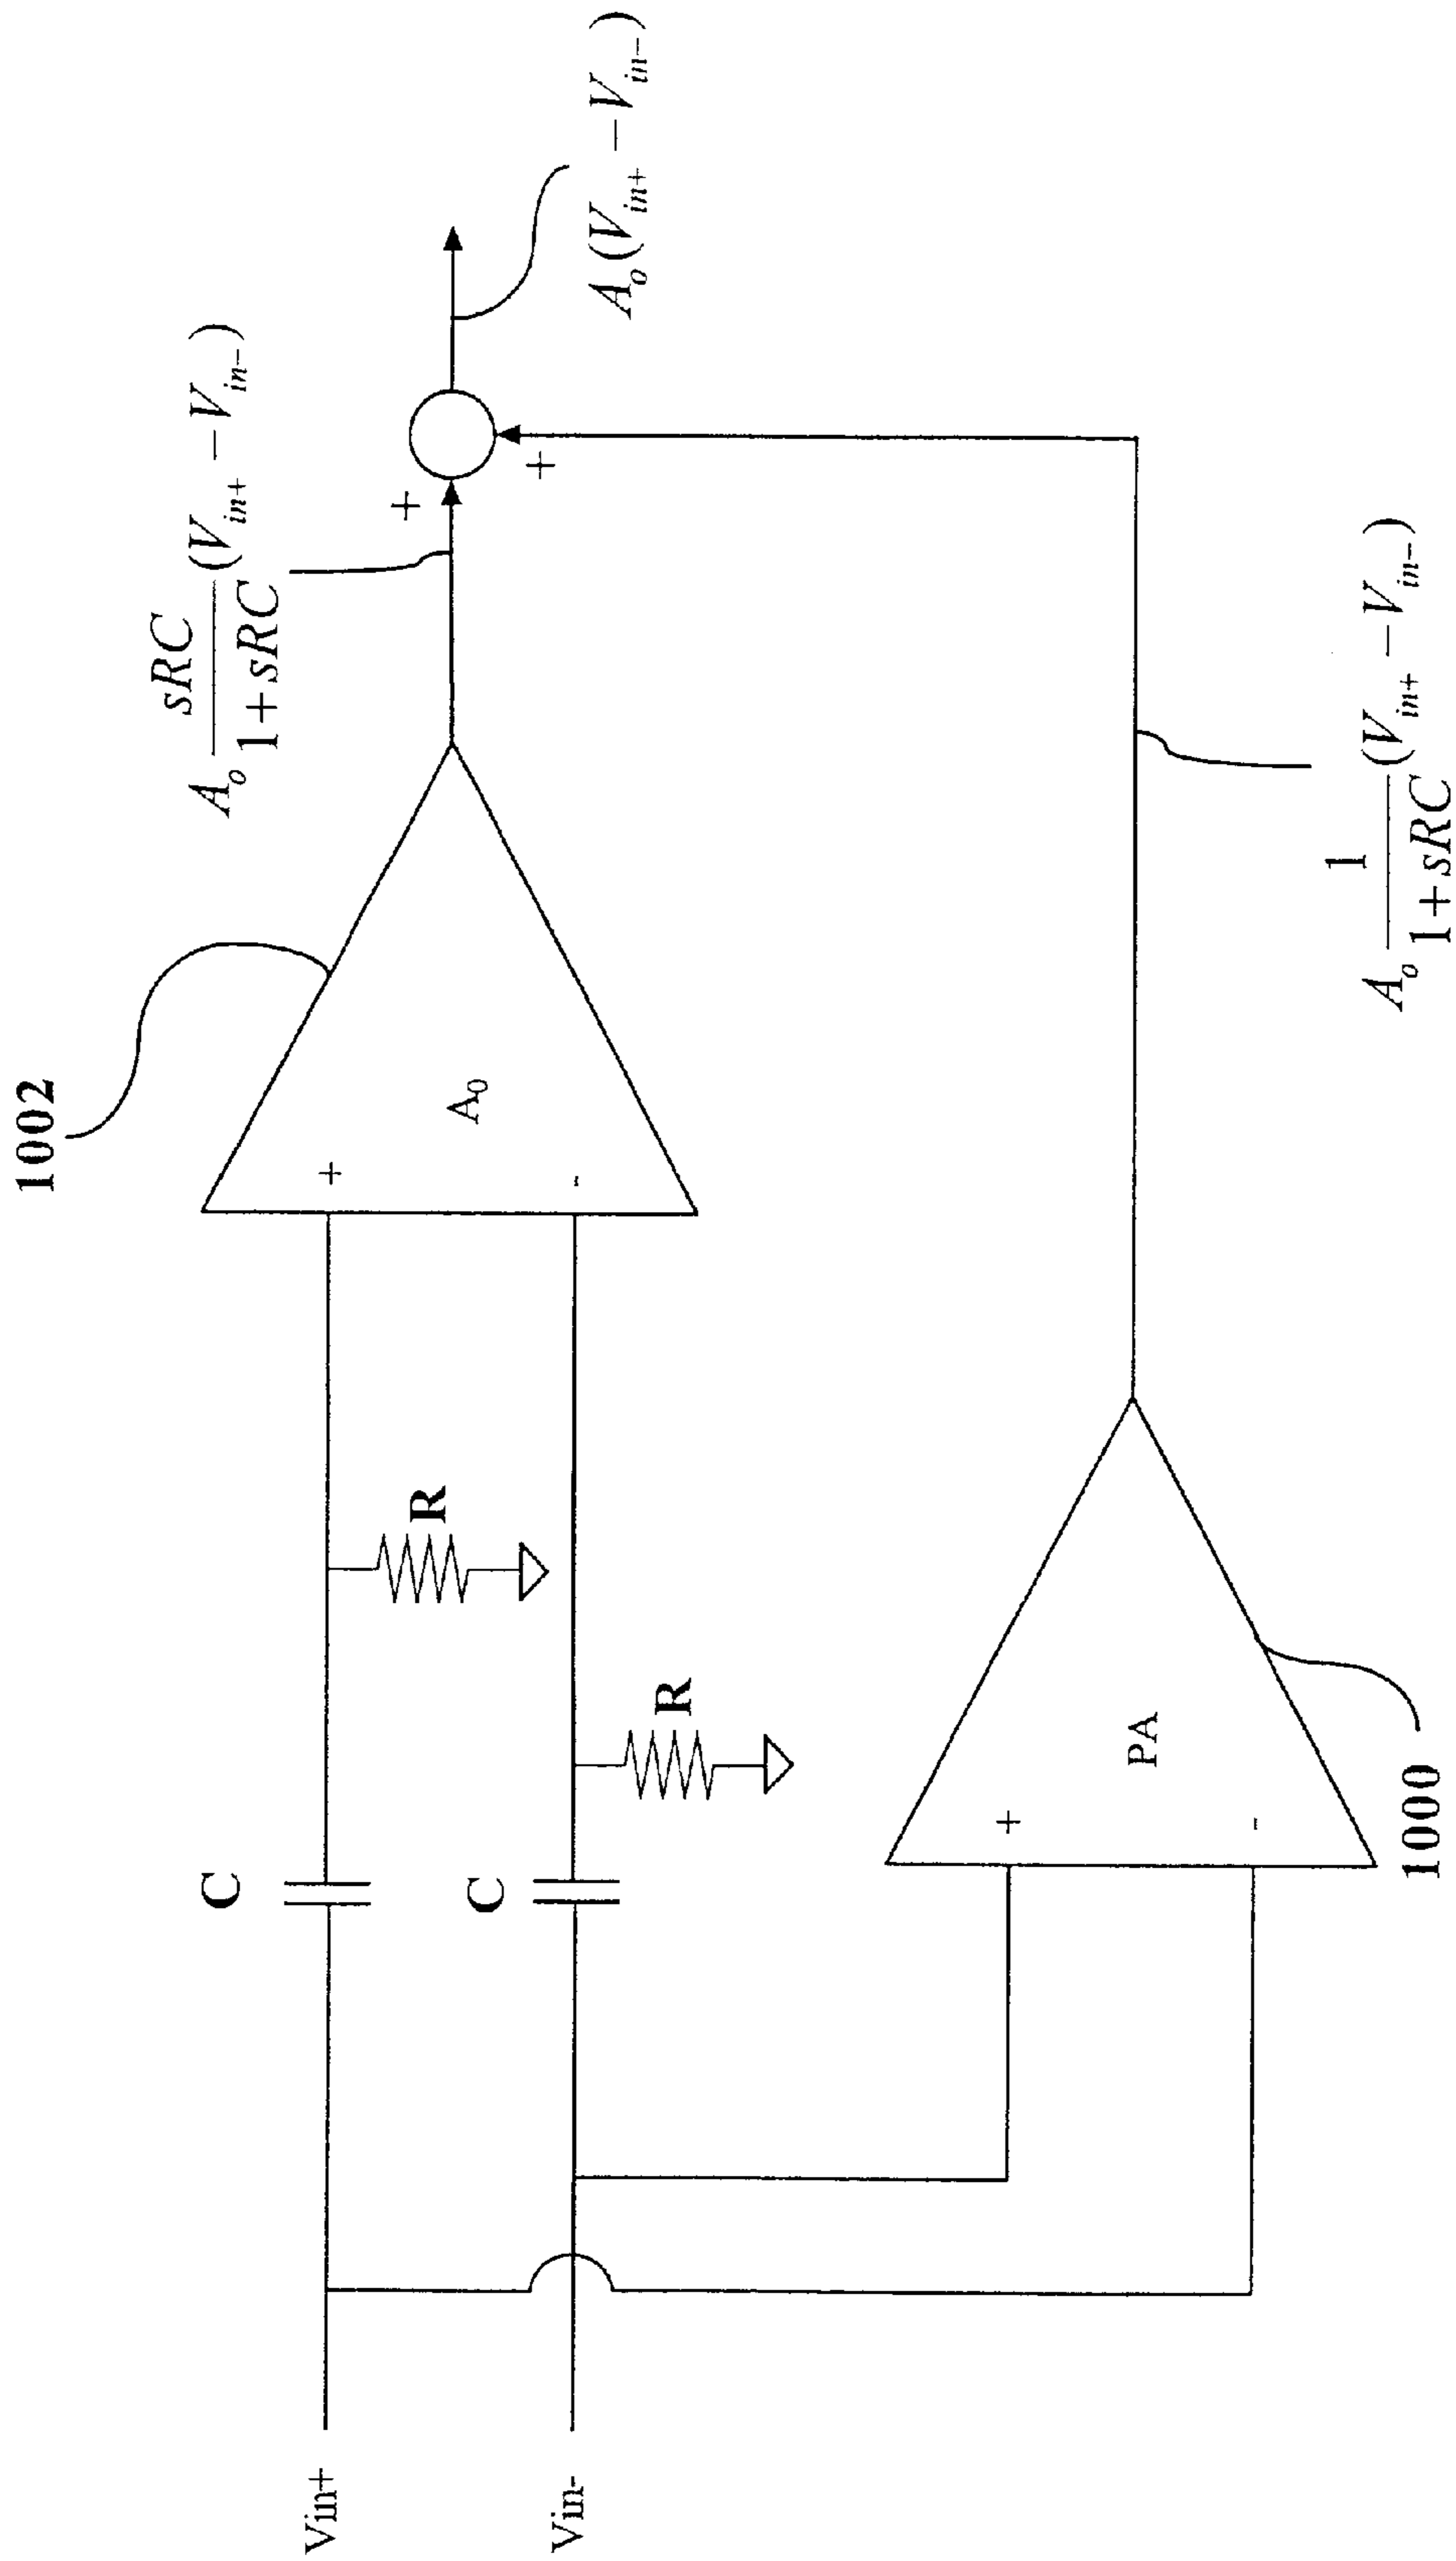 1002
A_o \frac{sRC}{1+sRC}(V_{in+} - V_{in-})
A_o (V_{in+} - V_{in-})
+
+
+
A_0
-
C
R
C
R
Vin+
Vin-
+
PA
-
1000
A_o \frac{1}{1+sRC}(V_{in+} - V_{in-})